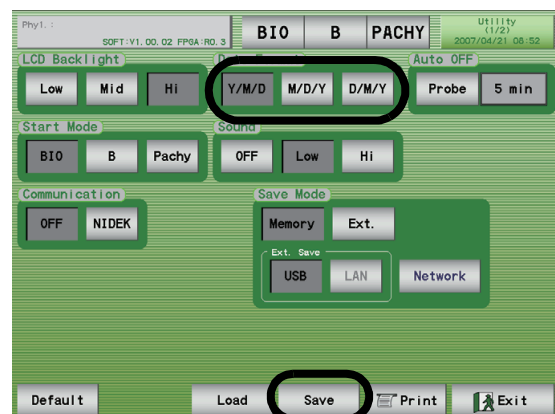 Phy1. :
SOFT:V1.00.02 FPGA:R0.3
BIO B PACHY
Utility
(1/2)
2007/04/21 08:52
LCD Backlight
Auto OFF
Low Mid Hi
Y/M/D M/D/Y D/M/Y
Probe 5 min
Start Mode
Sound
BIO B Pachy
OFF Low Hi
Communication
Save Mode
OFF NIDEK
Memory Ext.
Ext. Save
USB LAN
Network
Default Load Save Print Exit